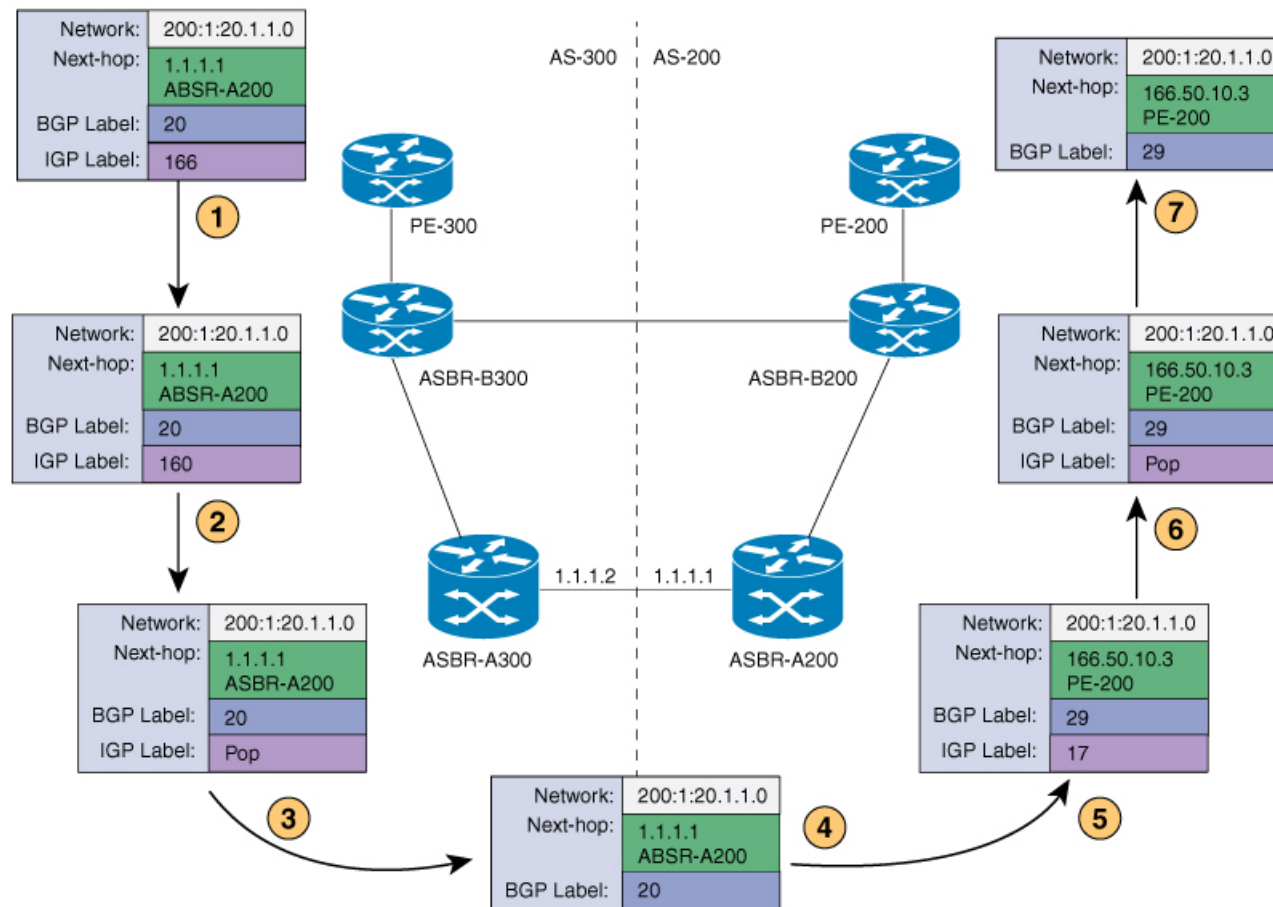 Network: 200:1:20.1.1.0
Next-hop: 1.1.1.1
ABSR-A200
BGP Label: 20
IGP Label: 166
1
Network: 200:1:20.1.1.0
Next-hop: 1.1.1.1
ABSR-A200
BGP Label: 20
IGP Label: 160
2
Network: 200:1:20.1.1.0
Next-hop: 1.1.1.1
ASBR-A200
BGP Label: 20
IGP Label: Pop
3
AS-300 AS-200
PE-300
PE-200
ASBR-B300
ASBR-B200
1.1.1.2 1.1.1.1
ASBR-A300
ASBR-A200
Network: 200:1:20.1.1.0
Next-hop: 1.1.1.1
ABSR-A200
BGP Label: 20
4
5
Network: 200:1:20.1.1.0
Next-hop: 166.50.10.3
PE-200
BGP Label: 29
IGP Label: 17
6
Network: 200:1:20.1.1.0
Next-hop: 166.50.10.3
PE-200
BGP Label: 29
IGP Label: Pop
7
Network: 200:1:20.1.1.0
Next-hop: 166.50.10.3
PE-200
BGP Label: 29